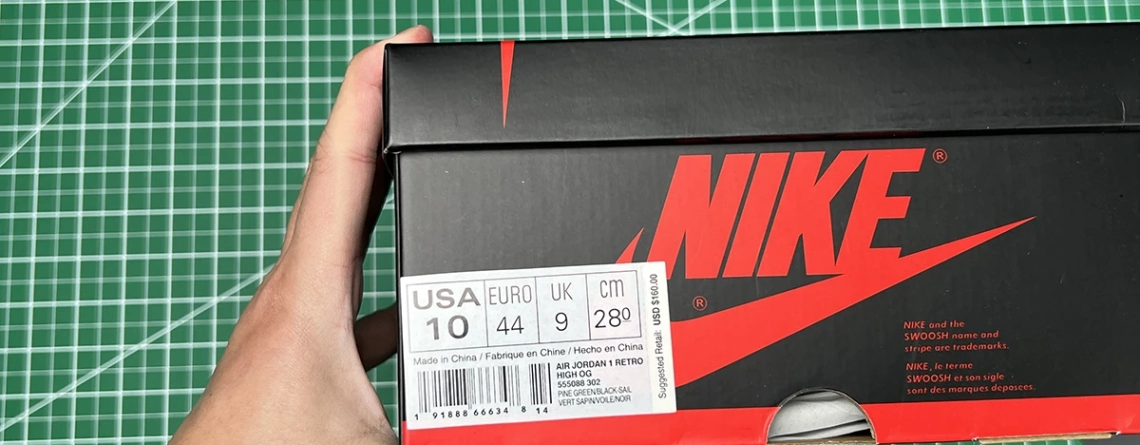 NIKE®
®
NIKE and the
SWOOSH name and
stripe are trademarks.
NIKE, le terme
SWOOSH et son sigle
sont des marques deposees.
USA EURO UK cm
10 44 9 28⁰
Made in China / Fabrique en Chine / Hecho en China
AIR JORDAN 1 RETRO
HIGH OG
555088 302
PINE GREEN/BLACK-SAIL
VERT SAPIN/VOILE/NOIR
1 91888 66634 8 14
Suggested Retail: USD $160.00